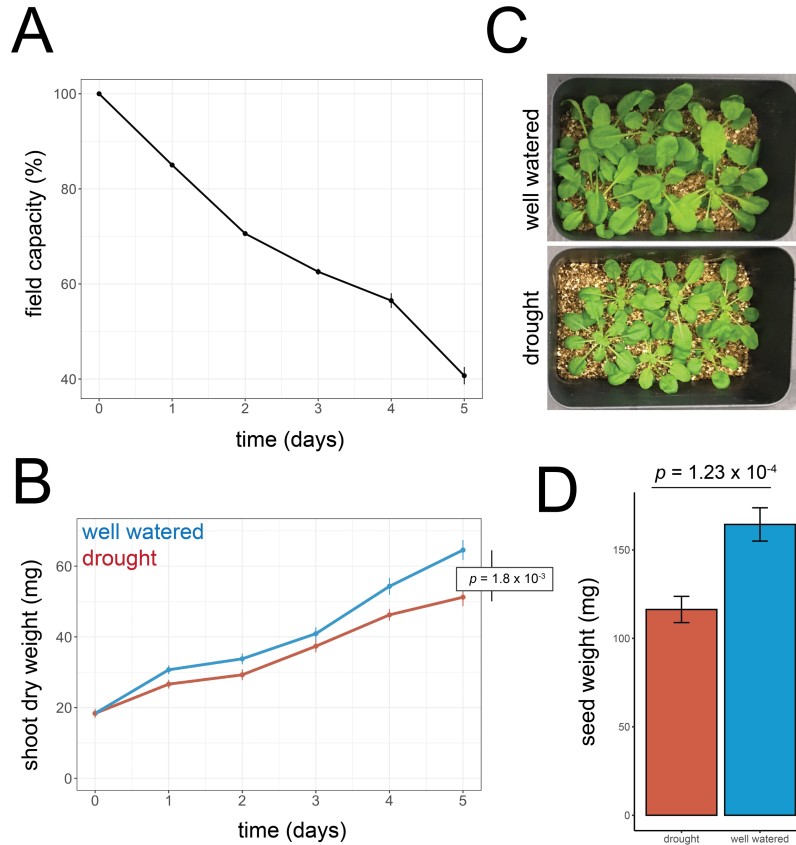 A
field capacity (%)
100
80
60
40
0 1 2 3 4 5
time (days)
B
shoot dry weight (mg)
well watered
drought
60
40
20
0
p = 1.8 x 10-3
0 1 2 3 4 5
time (days)
C
well watered
drought
D
p = 1.23 x 10-4
seed weight (mg)
150
100
50
0
drought well watered